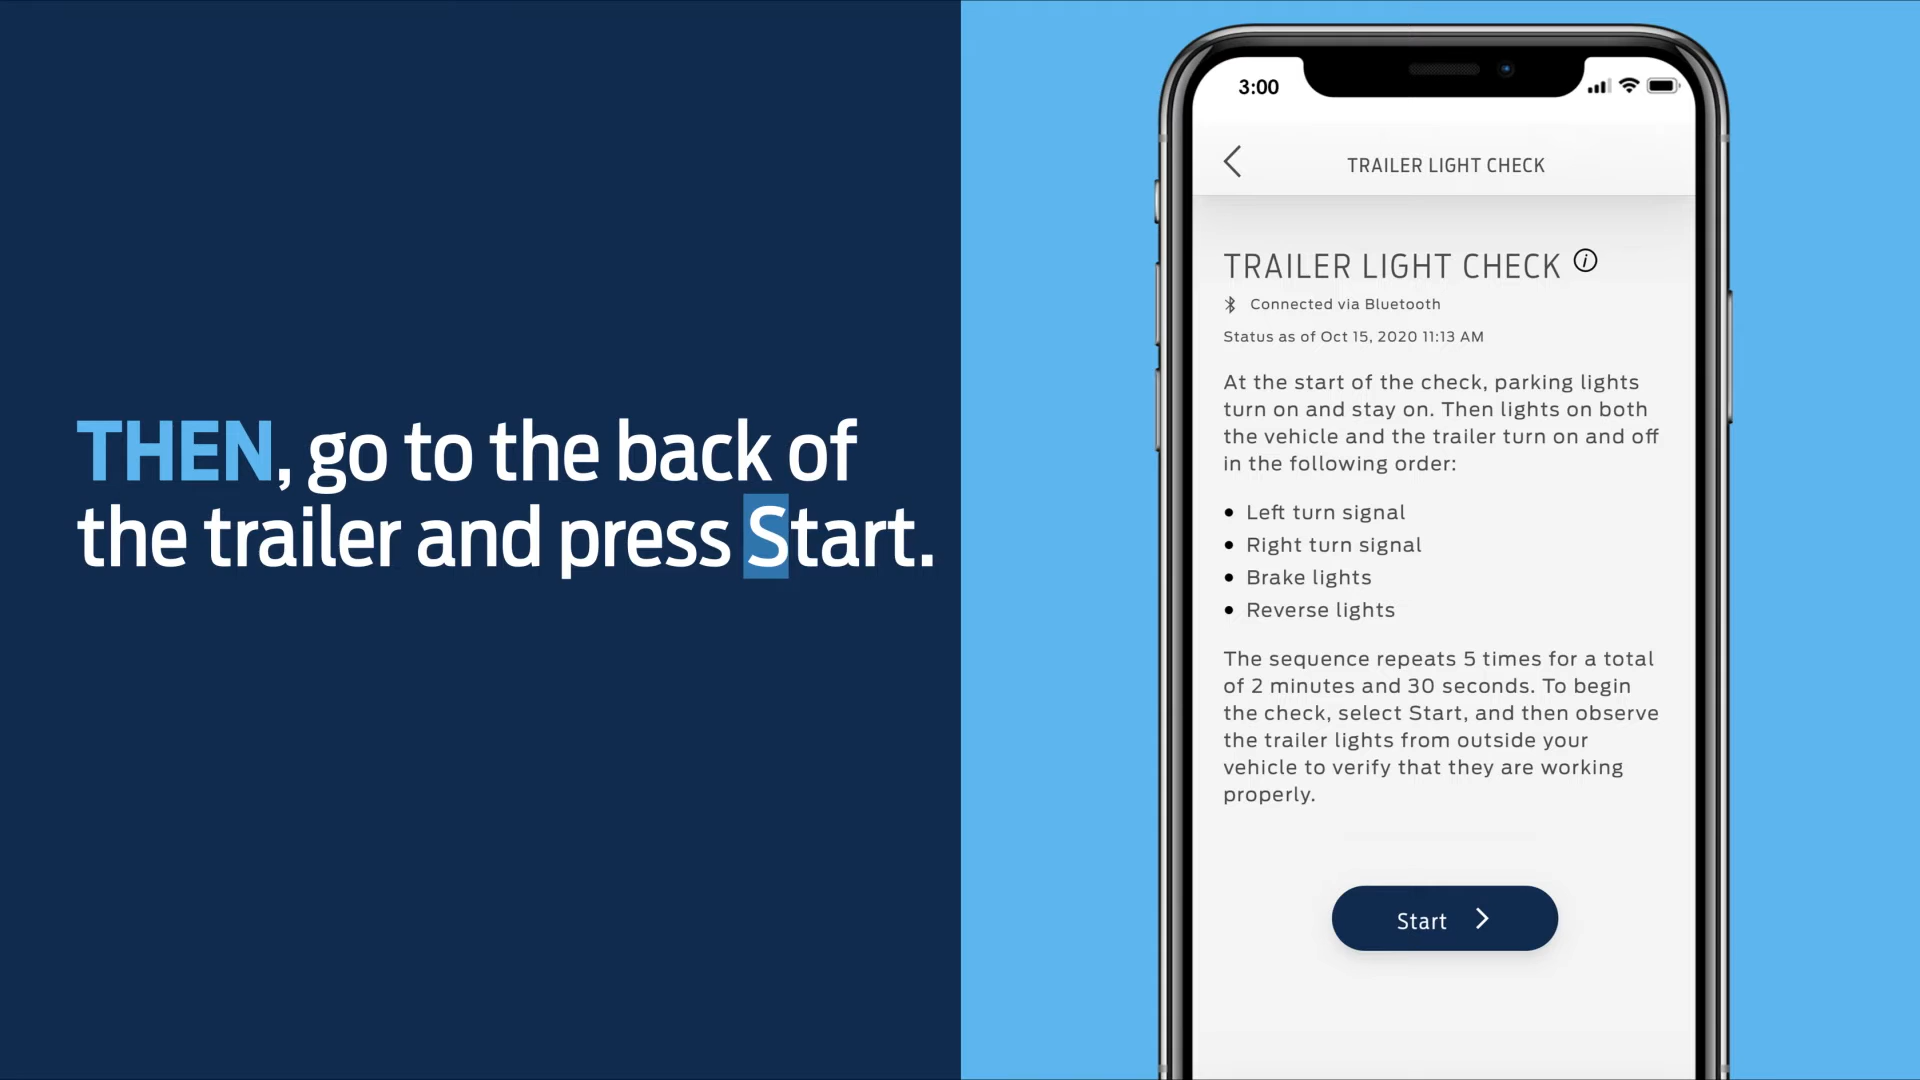 THEN, go to the back of
the trailer and press Start.
3:00
TRAILER LIGHT CHECK
TRAILER LIGHT CHECK
Connected via Bluetooth
Status as of Oct 15, 2020 11:13 AM
At the start of the check, parking lights
turn on and stay on. Then lights on both
the vehicle and the trailer turn on and off
in the following order:
• Left turn signal
• Right turn signal
• Brake lights
• Reverse lights
The sequence repeats 5 times for a total
of 2 minutes and 30 seconds. To begin
the check, select Start, and then observe
the trailer lights from outside your
vehicle to verify that they are working
properly.
Start